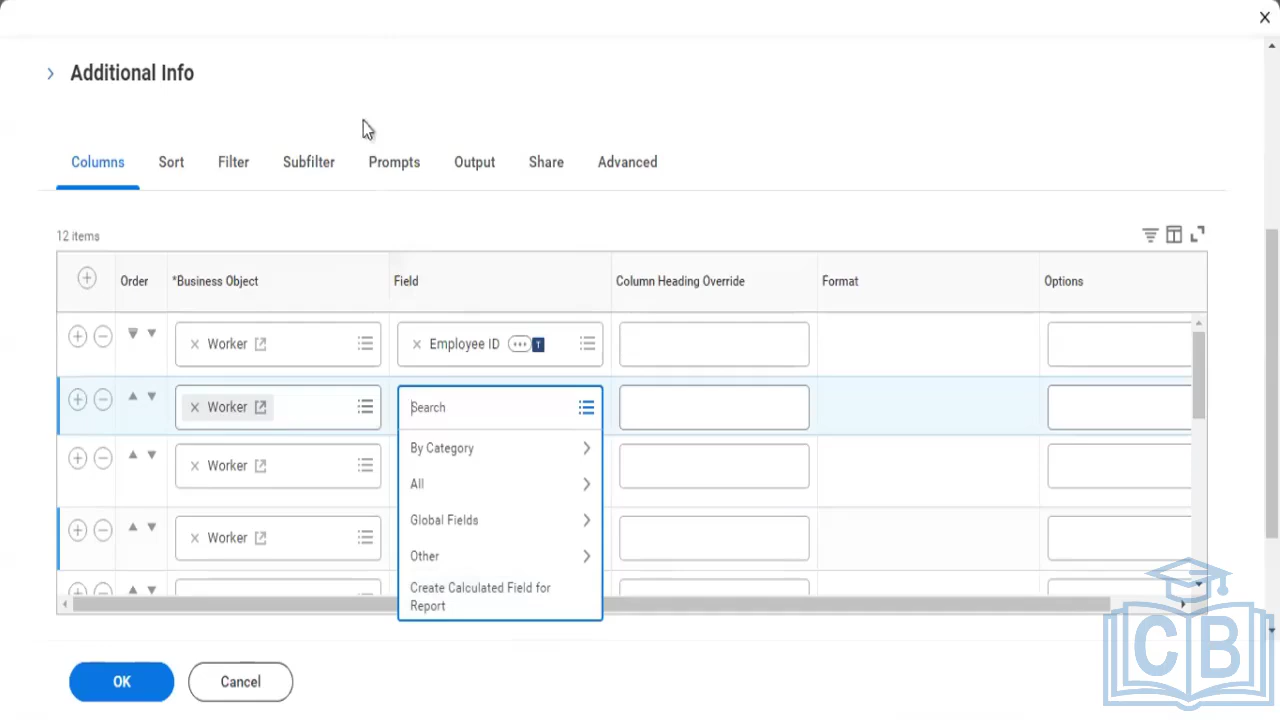 Additional Info
Columns Sort Filter Subfilter Prompts Output Share Advanced
12 items
Order *Business Object Field Column Heading Override Format Options
Worker Employee ID T
Worker Search
By Category
Worker
All
Global Fields
Worker
Other
Create Calculated Field for
Report
OK Cancel
CB